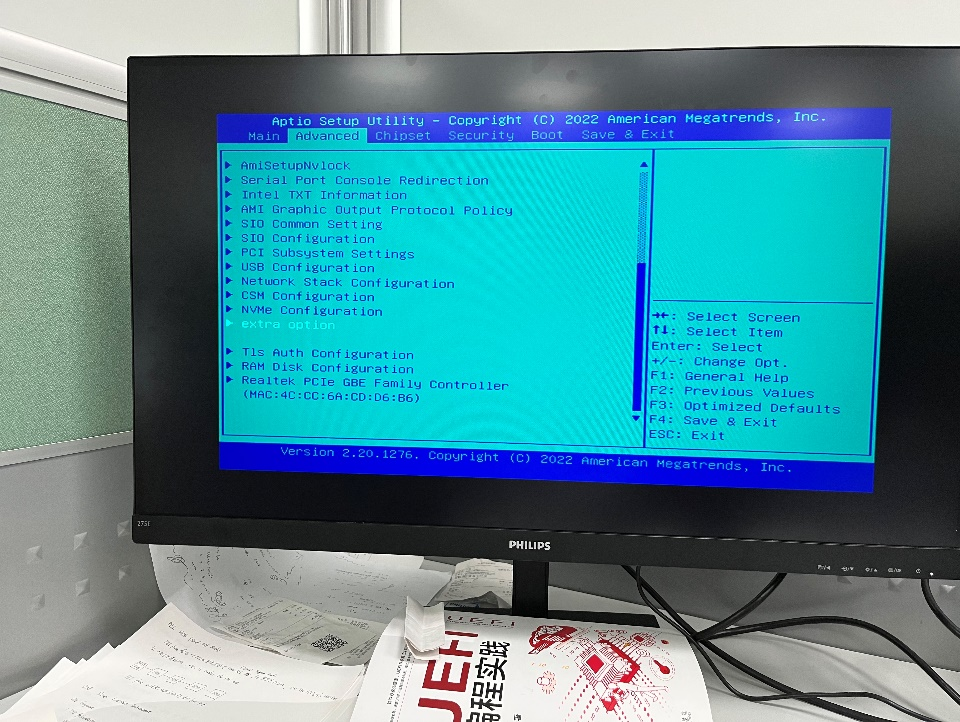 Aptio Setup Utility - Copyright (C) 2022 American Megatrends, Inc.
Main Advanced Chipset Security Boot Save & Exit
AmiSetupNvlock
Serial Port Console Redirection
Intel TXT Information
AMI Graphic Output Protocol Policy
SIO Common Setting
SIO Configuration
PCI Subsystem Settings
USB Configuration
Network Stack Configuration
CSM Configuration
NVMe Configuration
extra option
Tls Auth Configuration
RAM Disk Configuration
Realtek PCIe GBE Family Controller
(MAC:4C:CC:6A:CD:D6:B6)
→←: Select Screen
↑↓: Select Item
Enter: Select
+/-: Change Opt.
F1: General Help
F2: Previous Values
F3: Optimized Defaults
F4: Save & Exit
ESC: Exit
Version 2.20.1276. Copyright (C) 2022 American Megatrends, Inc.
PHILIPS
UEFI
编程实践